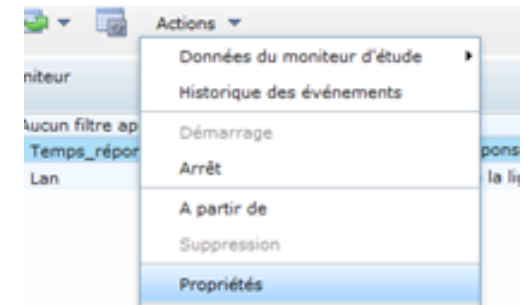 Actions
niteur
Données du moniteur d'étude
Historique des événements
Aucun filtre ap
Démarrage
Temps_répor
ponse
Arrêt
Lan
la lig
A partir de
Suppression
Propriétés